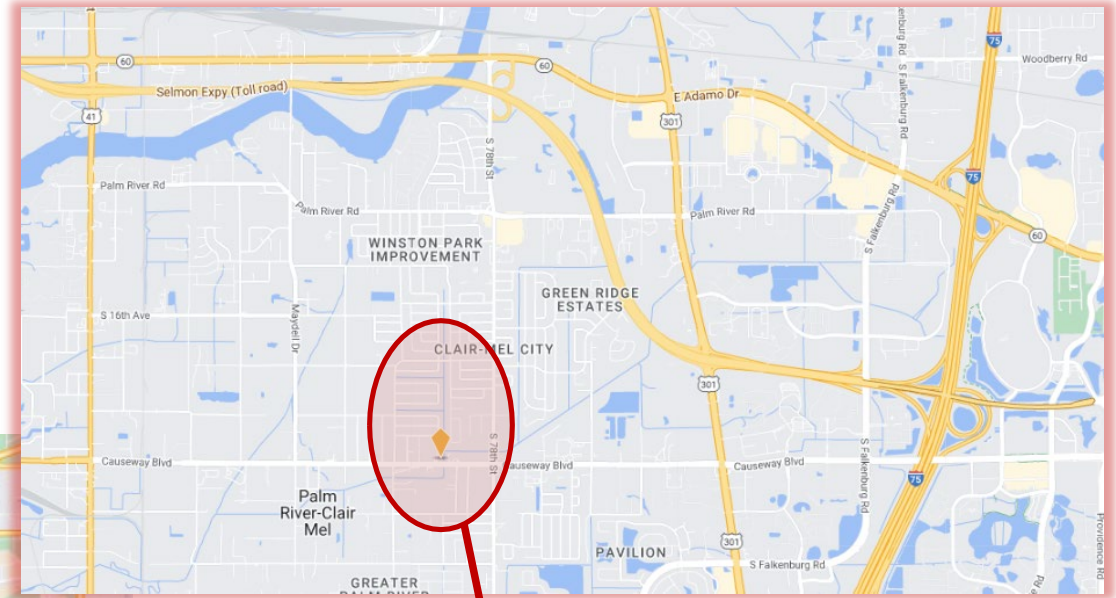 60
Selmon Expy (Toll road)
41
60
E Adamo Dr
301
S Falkenburg Rd
75
Woodberry Rd
S 78th St
75
Palm River Rd
Palm River Rd
Palm River Rd
S Falkenburg Rd
60
WINSTON PARK
IMPROVEMENT
GREEN RIDGE
ESTATES
S 16th Ave
Maydell Dr
CLAIR-MEL CITY
301
S 78th St
Causeway Blvd
Causeway Blvd
S Falkenburg Rd
75
Palm
River-Clair
Mel
301
PAVILION
S Falkenburg Rd
Providence Rd
GREATER
PALM RIVER